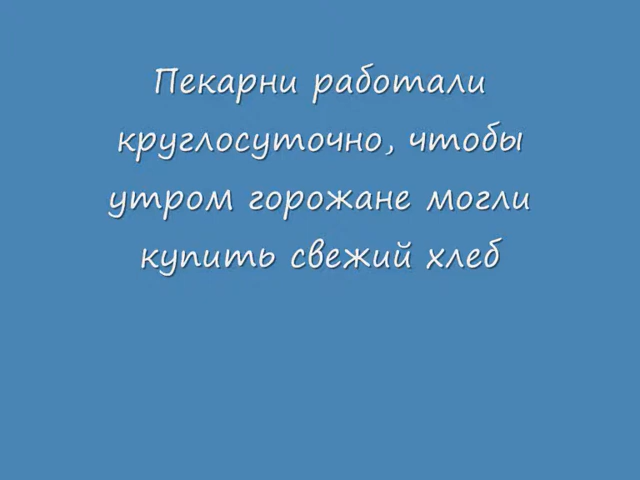 Пекарни работали
круглосуточно, чтобы
утром горожане могли
купить свежий хлеб